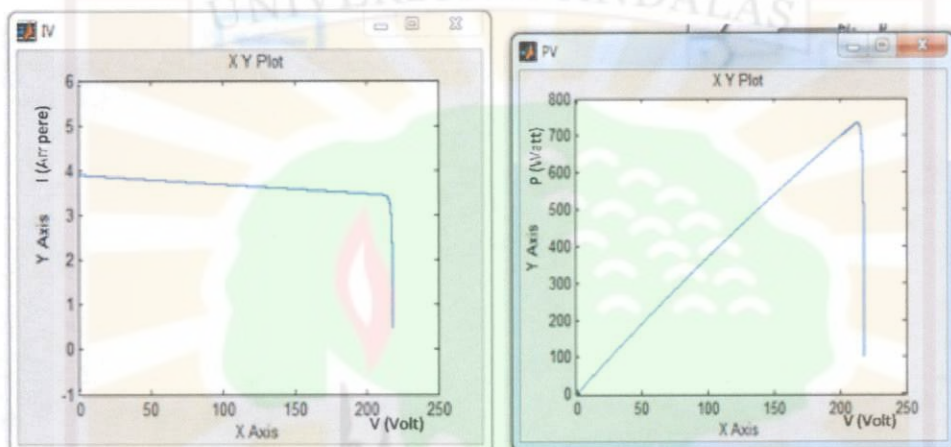 IV
X Y Plot
I (Ampere)
Y Axis
6
5
4
3
2
1
0
-1
0 50 100 150 200 250
V (Volt)
X Axis
PV
X Y Plot
P (Watt)
Y Axis
800
700
600
500
400
300
200
100
0
0 50 100 150 200 250
V (Volt)
X Axis